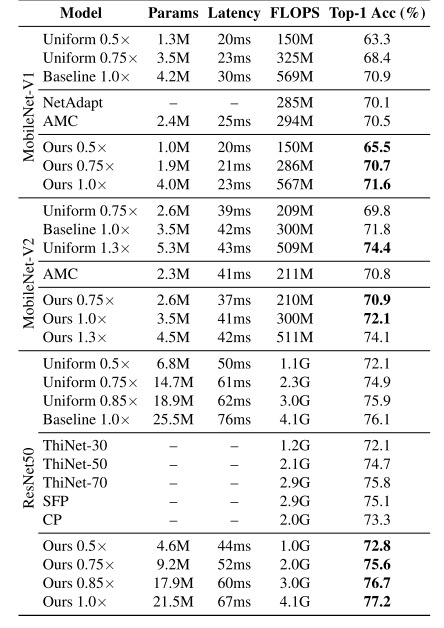 Model Params Latency FLOPS Top-1 Acc (%)
MobileNet-V1
Uniform 0.5× 1.3M 20ms 150M 63.3
Uniform 0.75× 3.5M 23ms 325M 68.4
Baseline 1.0× 4.2M 30ms 569M 70.9
NetAdapt – – 285M 70.1
AMC 2.4M 25ms 294M 70.5
Ours 0.5× 1.0M 20ms 150M 65.5
Ours 0.75× 1.9M 21ms 286M 70.7
Ours 1.0× 4.0M 23ms 567M 71.6
MobileNet-V2
Uniform 0.75× 2.6M 39ms 209M 69.8
Baseline 1.0× 3.5M 42ms 300M 71.8
Uniform 1.3× 5.3M 43ms 509M 74.4
AMC 2.3M 41ms 211M 70.8
Ours 0.75× 2.6M 37ms 210M 70.9
Ours 1.0× 3.5M 41ms 300M 72.1
Ours 1.3× 4.5M 42ms 511M 74.1
ResNet50
Uniform 0.5× 6.8M 50ms 1.1G 72.1
Uniform 0.75× 14.7M 61ms 2.3G 74.9
Uniform 0.85× 18.9M 62ms 3.0G 75.9
Baseline 1.0× 25.5M 76ms 4.1G 76.1
ThiNet-30 – – 1.2G 72.1
ThiNet-50 – – 2.1G 74.7
ThiNet-70 – – 2.9G 75.8
SFP – – 2.9G 75.1
CP – – 2.0G 73.3
Ours 0.5× 4.6M 44ms 1.0G 72.8
Ours 0.75× 9.2M 52ms 2.0G 75.6
Ours 0.85× 17.9M 60ms 3.0G 76.7
Ours 1.0× 21.5M 67ms 4.1G 77.2